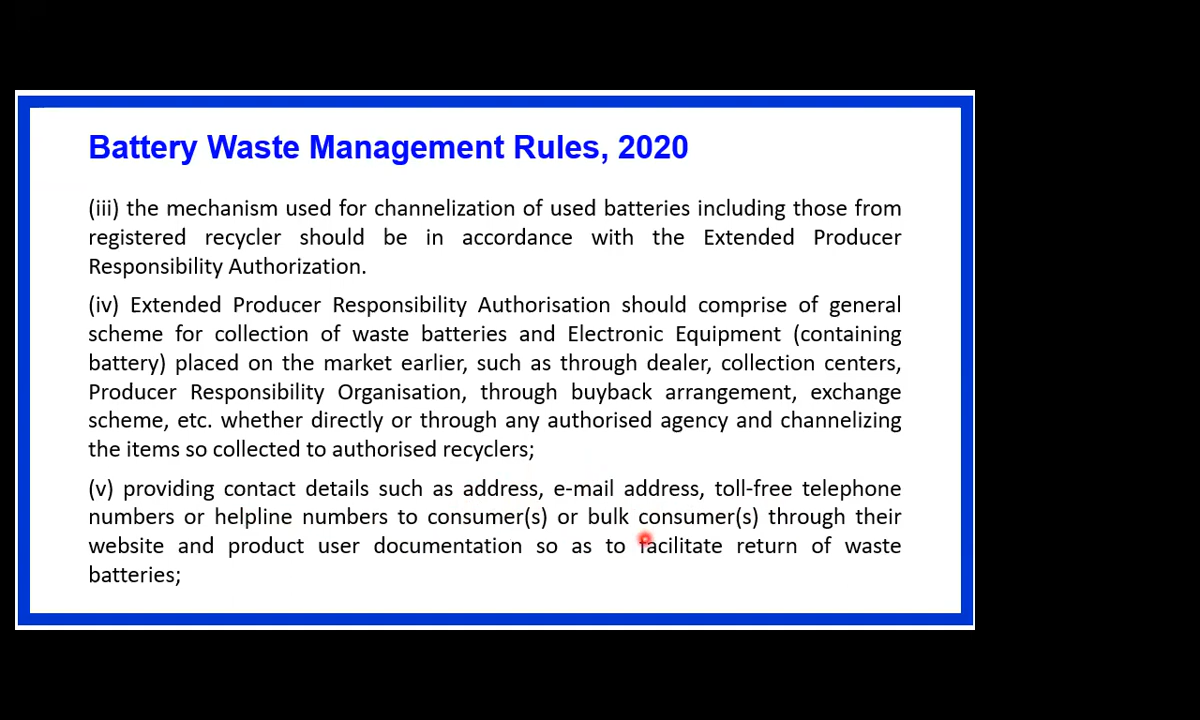 Battery Waste Management Rules, 2020
(iii) the mechanism used for channelization of used batteries including those from
registered recycler should be in accordance with the Extended Producer
Responsibility Authorization.
(iv) Extended Producer Responsibility Authorisation should comprise of general
scheme for collection of waste batteries and Electronic Equipment (containing
battery) placed on the market earlier, such as through dealer, collection centers,
Producer Responsibility Organisation, through buyback arrangement, exchange
scheme, etc. whether directly or through any authorised agency and channelizing
the items so collected to authorised recyclers;
(v) providing contact details such as address, e-mail address, toll-free telephone
numbers or helpline numbers to consumer(s) or bulk consumer(s) through their
website and product user documentation so as to facilitate return of waste
batteries;